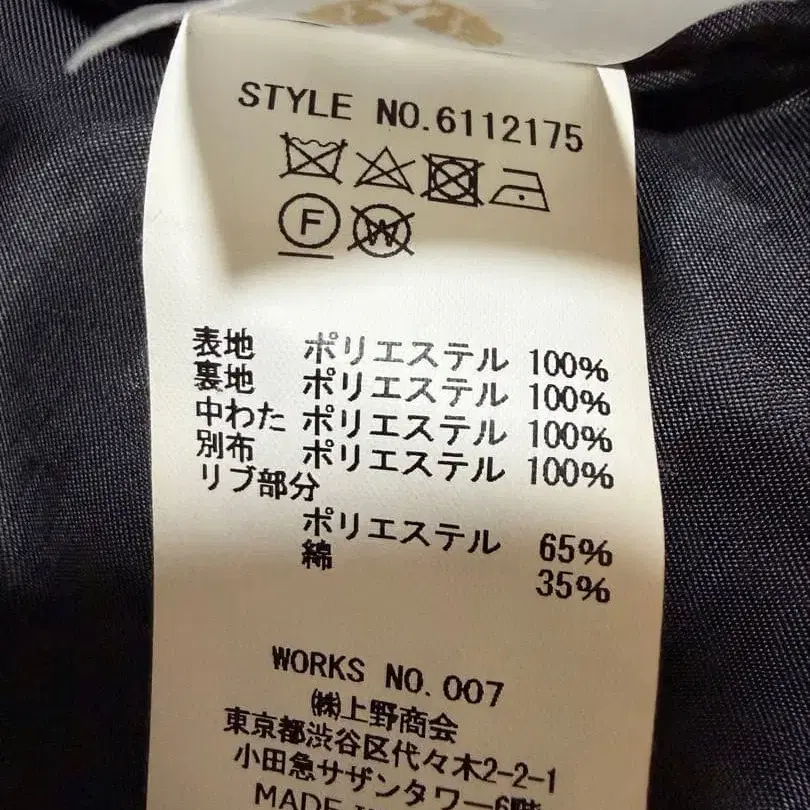 STYLE NO.6112175
F
W
表地 ポリエステル 100%
裏地 ポリエステル 100%
中わた ポリエステル 100%
別布 ポリエステル 100%
リブ部分
ポリエステル 65%
綿 35%
WORKS NO. 007
㈱上野商会
東京都渋谷区代々木2-2-1
小田急サザンタワー6階
MADE